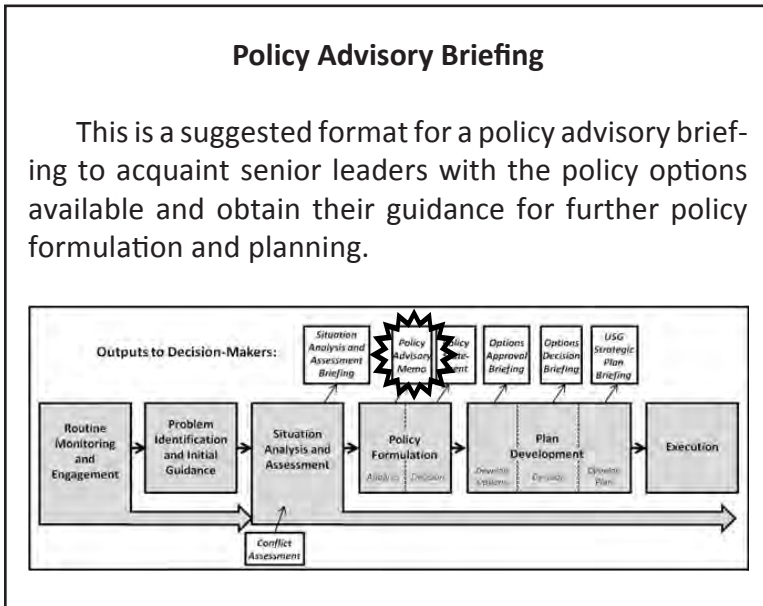 Policy Advisory Briefing
This is a suggested format for a policy advisory brief-
ing to acquaint senior leaders with the policy options
available and obtain their guidance for further policy
formulation and planning.
Outputs to Decision-Makers:
Situation
Analysis and
Assessment
Briefing
Policy
Advisory
Memo
Options
Approval
Briefing
Options
Decision
Briefing
USG
Strategic
Plan
Briefing
Routine
Monitoring
and
Engagement
Problem
Identification
and Initial
Guidance
Situation
Analysis and
Assessment
Policy
Formulation
Analysis
Decision
Plan
Development
Develop
Options
Decision
Develop
Plan
Execution
Conflict
Assessment